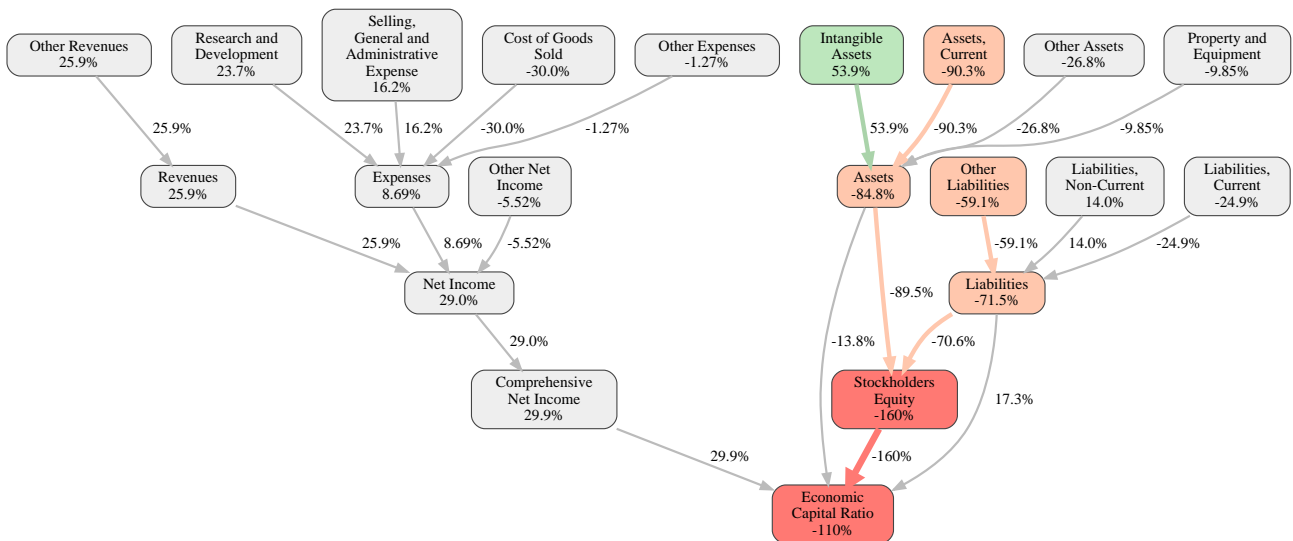 Other Revenues
25.9%
Research and
Development
23.7%
Selling,
General and
Administrative
Expense
16.2%
Cost of Goods
Sold
-30.0%
Other Expenses
-1.27%
Intangible
Assets
53.9%
Assets,
Current
-90.3%
Other Assets
-26.8%
Property and
Equipment
-9.85%
25.9%
23.7%
16.2%
-30.0%
-1.27%
53.9%
-90.3%
-26.8%
-9.85%
Revenues
25.9%
Expenses
8.69%
Other Net
Income
-5.52%
Assets
-84.8%
Other
Liabilities
-59.1%
Liabilities,
Non-Current
14.0%
Liabilities,
Current
-24.9%
25.9%
8.69%
-5.52%
-59.1%
14.0%
-24.9%
Net Income
29.0%
Liabilities
-71.5%
-89.5%
29.0%
-13.8%
-70.6%
Comprehensive
Net Income
29.9%
Stockholders
Equity
-160%
17.3%
29.9%
-160%
Economic
Capital Ratio
-110%